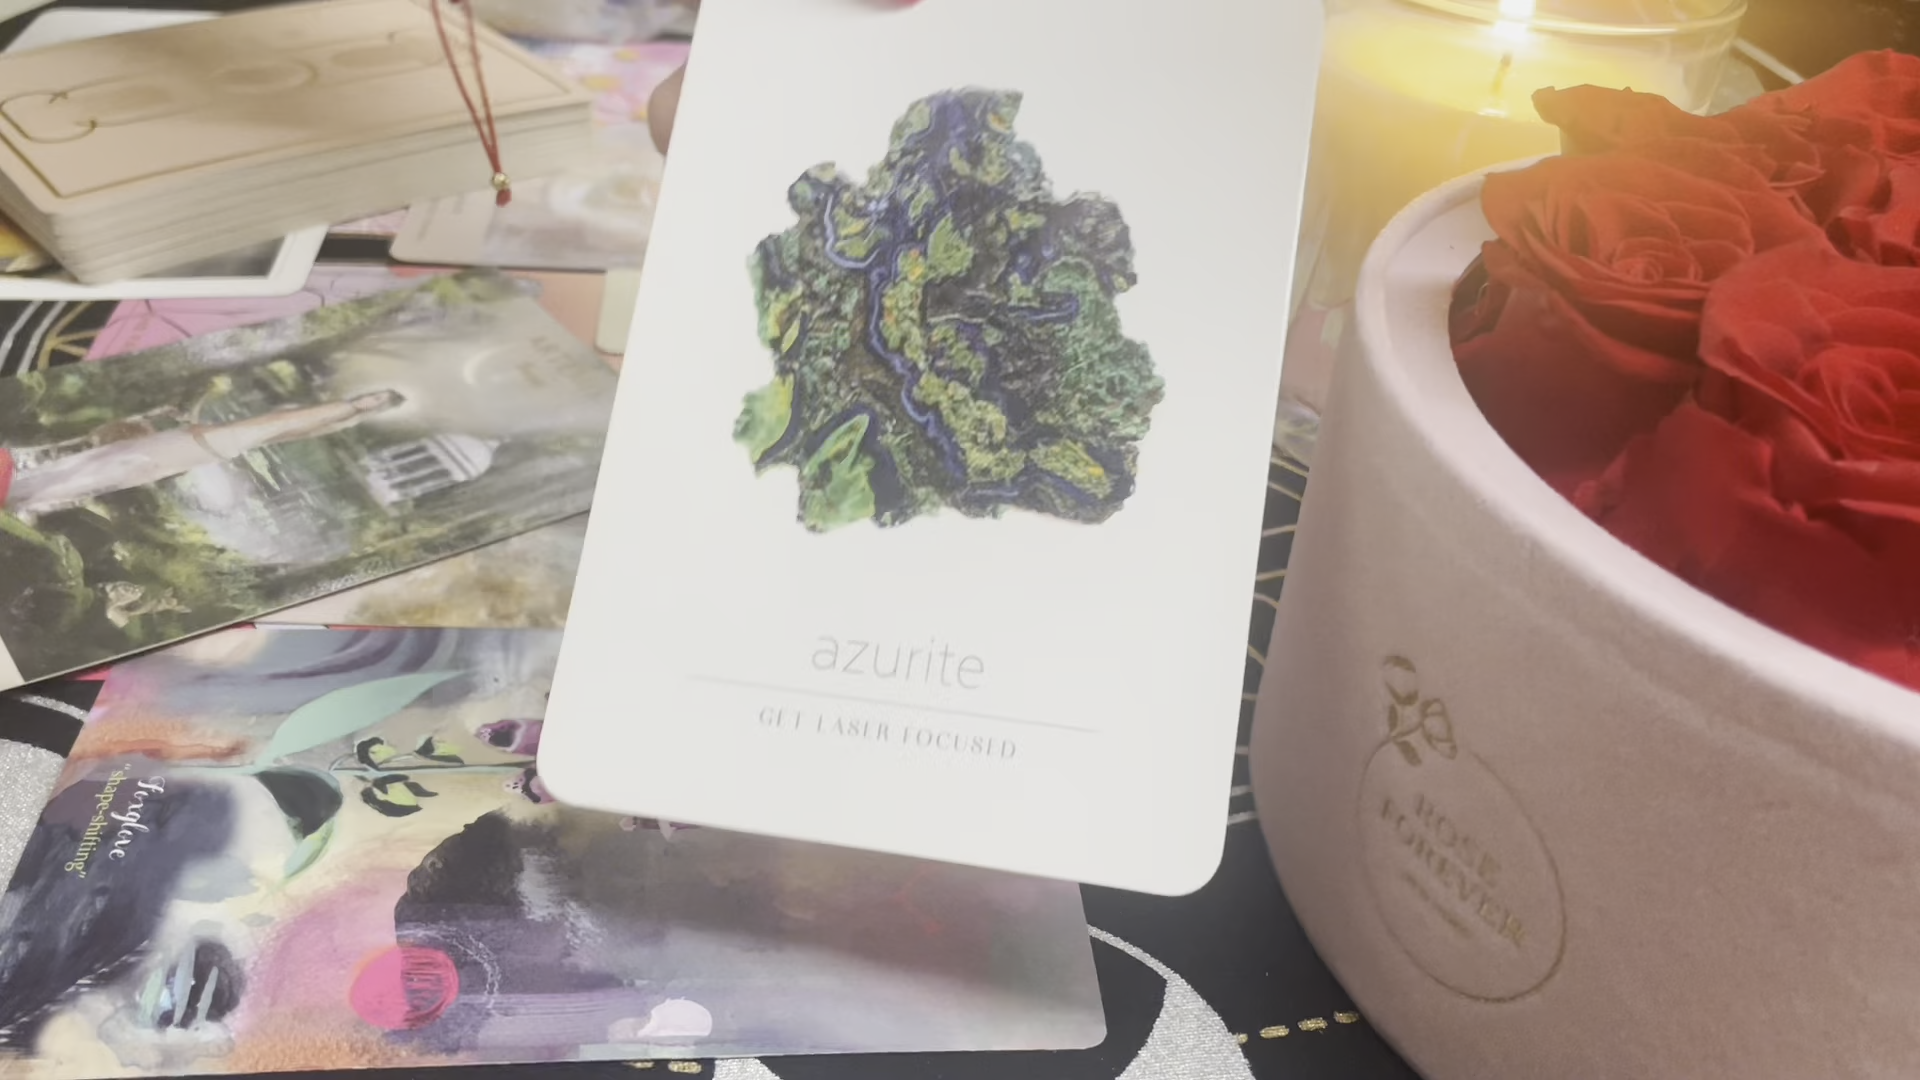 azurite
GET LASER FOCUSED
Foxglove
"shape-shifting"
ROSE
FOREVER